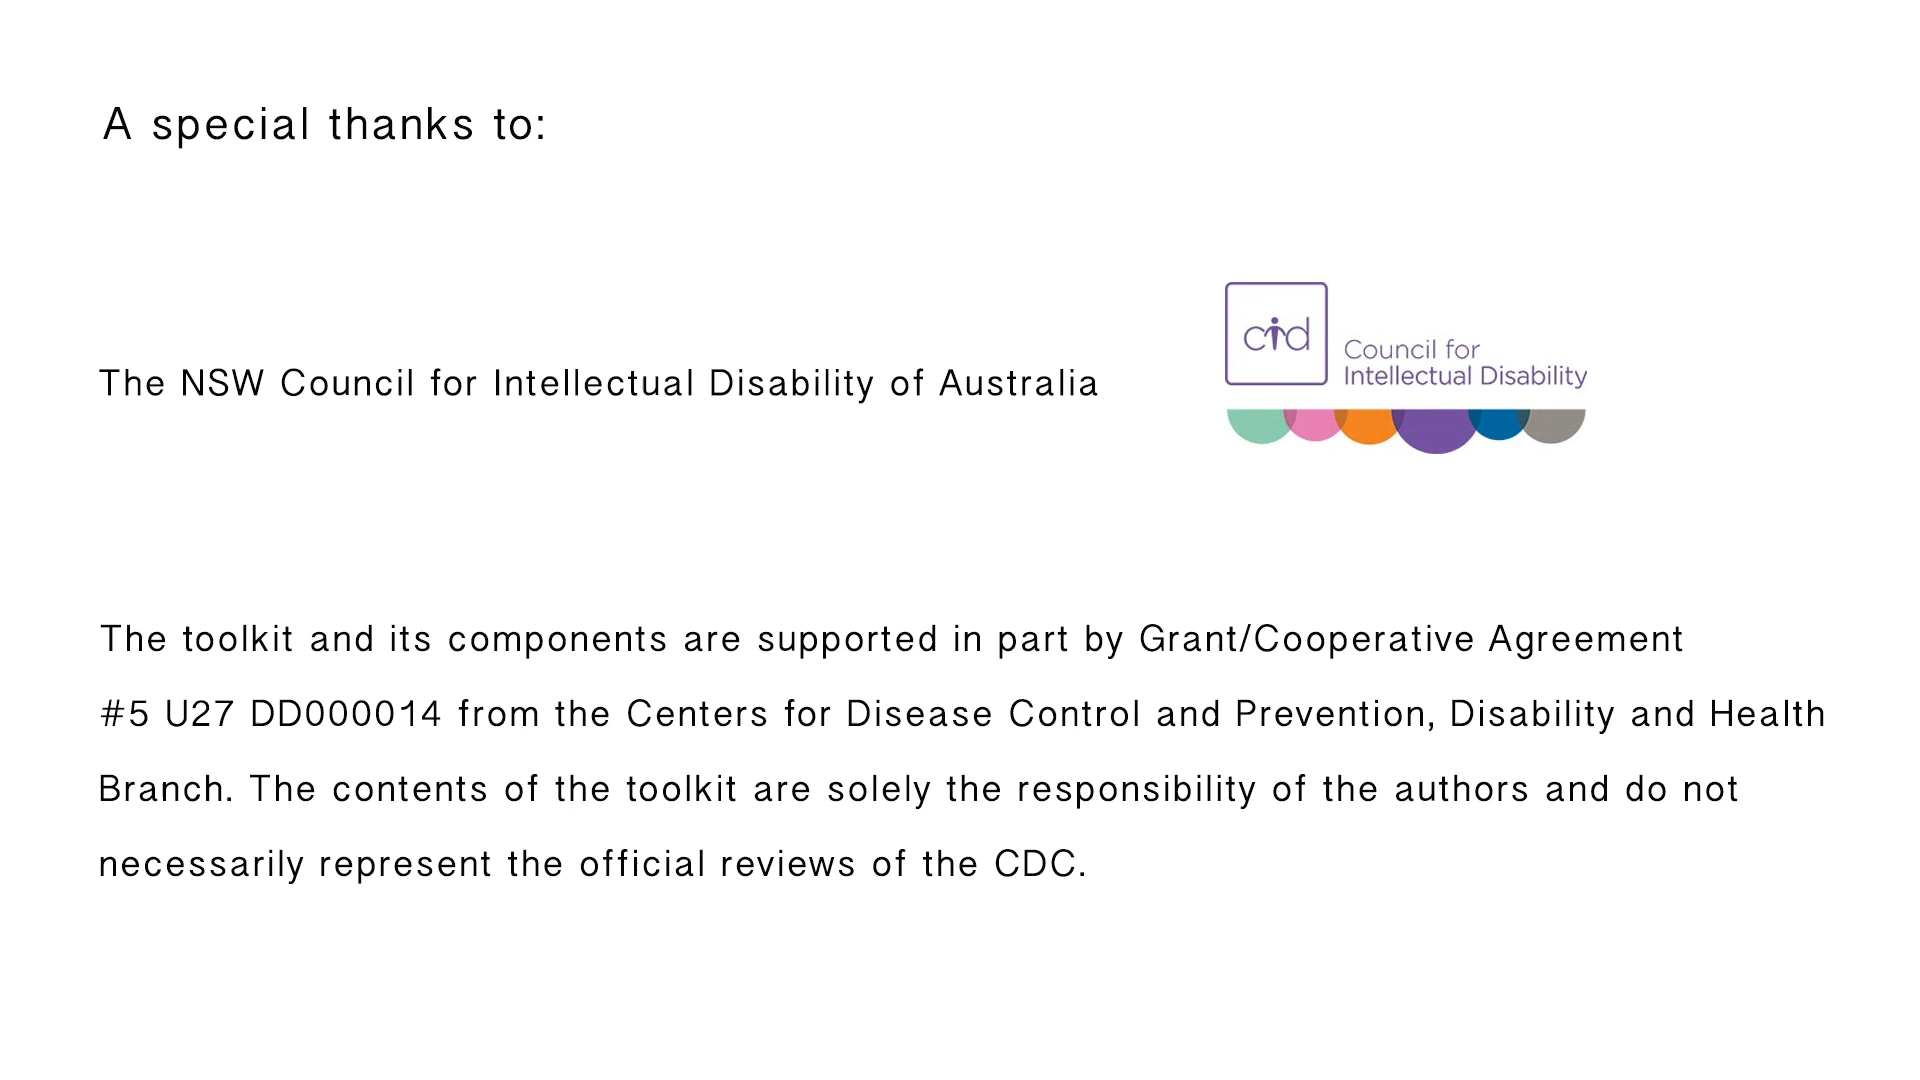 A special thanks to:
The NSW Council for Intellectual Disability of Australia
cid
Council for
Intellectual Disability
The toolkit and its components are supported in part by Grant/Cooperative Agreement
#5 U27 DD000014 from the Centers for Disease Control and Prevention, Disability and Health
Branch. The contents of the toolkit are solely the responsibility of the authors and do not
necessarily represent the official reviews of the CDC.